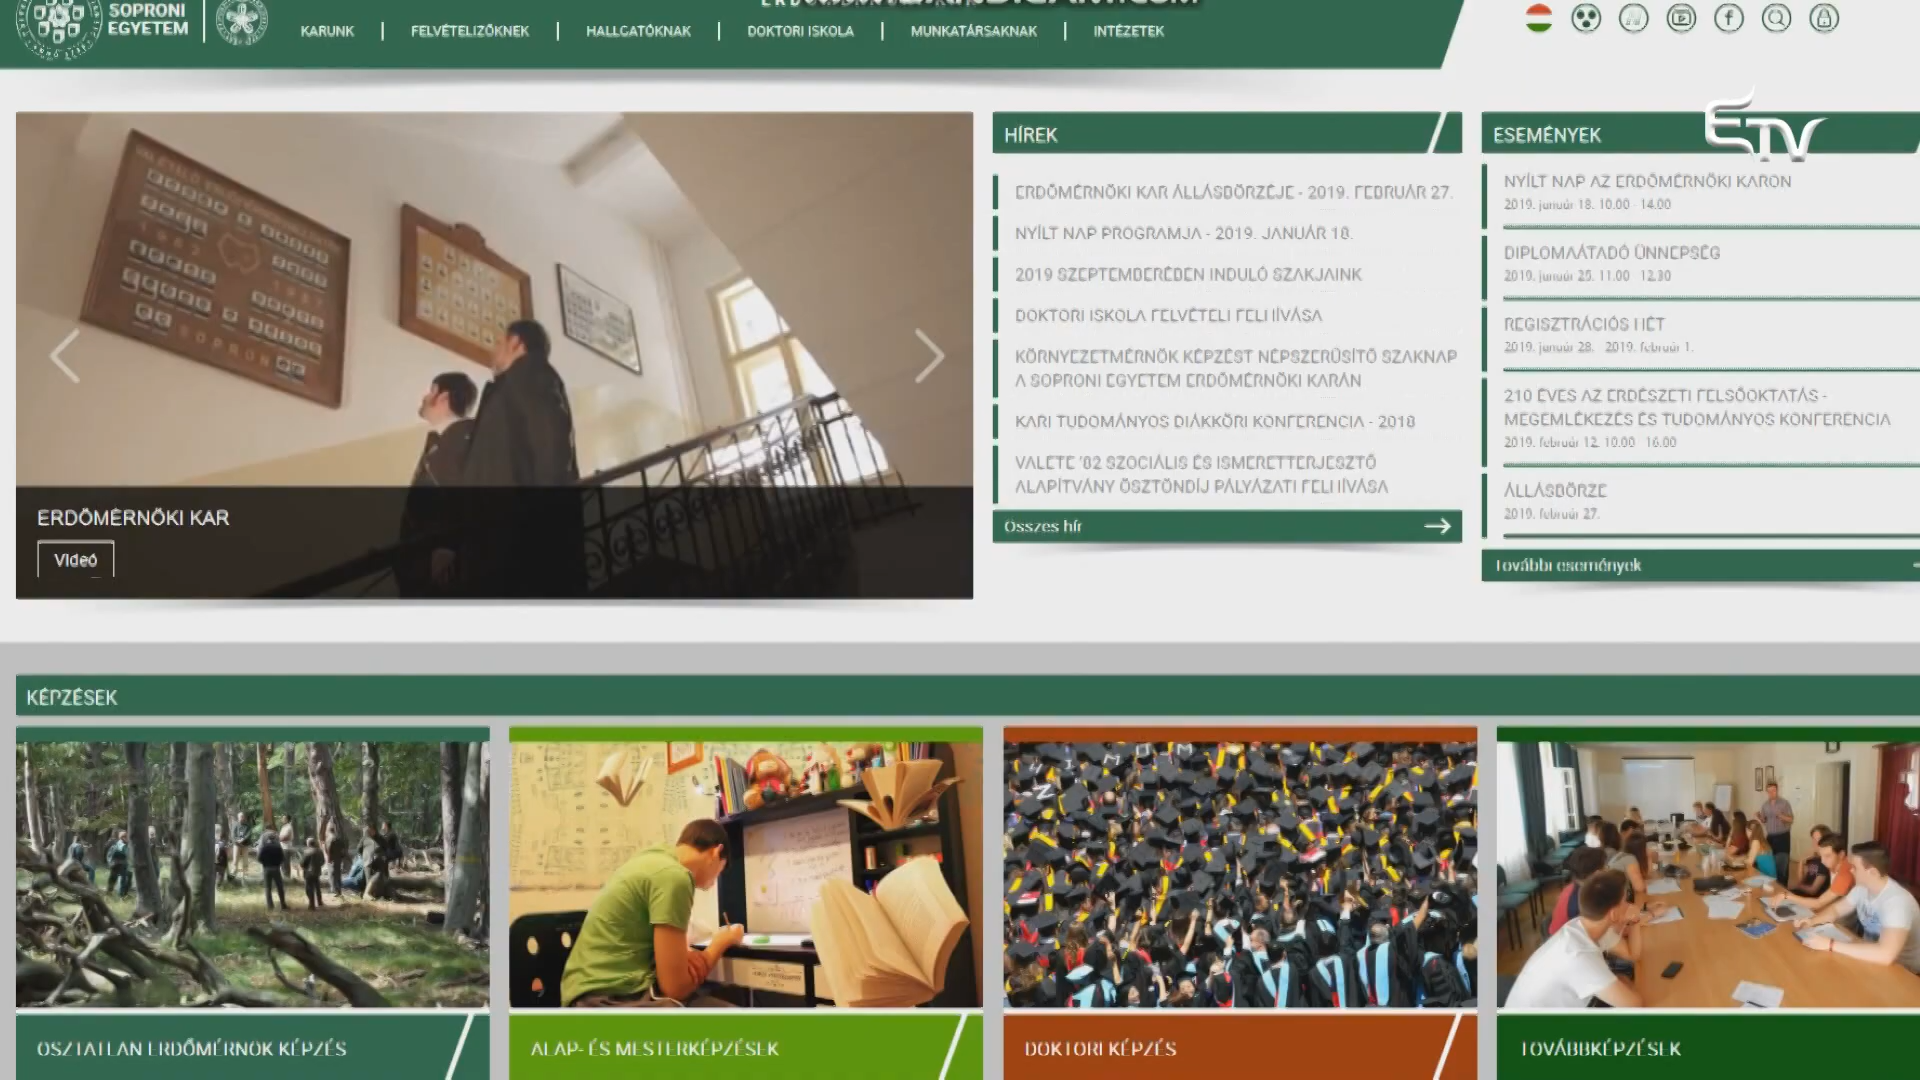 SOPRONI
EGYETEM
KARUNK
FELVÉTELIZŐKNEK
HALLGATÓKNAK
DOKTORI ISKOLA
MUNKATÁRSAKNAK
INTÉZETEK
ETV
SOPRON
ERDŐMÉRNÖKI KAR
Videó
HÍREK
ERDŐMÉRNÖKI KAR ÁLLÁSBÖRZÉJE - 2019. FEBRUÁR 27.
NYÍLT NAP PROGRAMJA - 2019. JANUÁR 18.
2019 SZEPTEMBERÉBEN INDULÓ SZAKJAINK
DOKTORI ISKOLA FELVÉTELI FELHÍVÁSA
KÖRNYEZETMÉRNÖK KÉPZÉST NÉPSZERŰSÍTŐ SZAKNAP
A SOPRONI EGYETEM ERDŐMÉRNÖKI KARÁN
KARI TUDOMÁNYOS DIÁKKÖRI KONFERENCIA - 2018
VALETE '82 SZOCIÁLIS ÉS ISMERETTERJESZTŐ
ALAPÍTVÁNY ÖSZTÖNDÍJ PÁLYÁZATI FELHÍVÁSA
Összes hír
ESEMÉNYEK
NYÍLT NAP AZ ERDŐMÉRNÖKI KARON
2019. január 18. 10.00 - 14.00
DIPLOMAÁTADÓ ÜNNEPSÉG
2019. január 25. 11.00 - 12.30
REGISZTRÁCIÓS HÉT
2019. január 28. - 2019. február 1.
210 ÉVES AZ ERDÉSZETI FELSŐOKTATÁS -
MEGEMLÉKEZÉS ÉS TUDOMÁNYOS KONFERENCIA
2019. február 12. 10.00 - 16.00
ÁLLÁSBÖRZE
2019. február 27.
További események
KÉPZÉSEK
OSZTATLAN ERDŐMÉRNÖK KÉPZÉS
ALAP- ÉS MESTERKÉPZÉSEK
DOKTORI KÉPZÉS
TOVÁBBKÉPZÉSEK